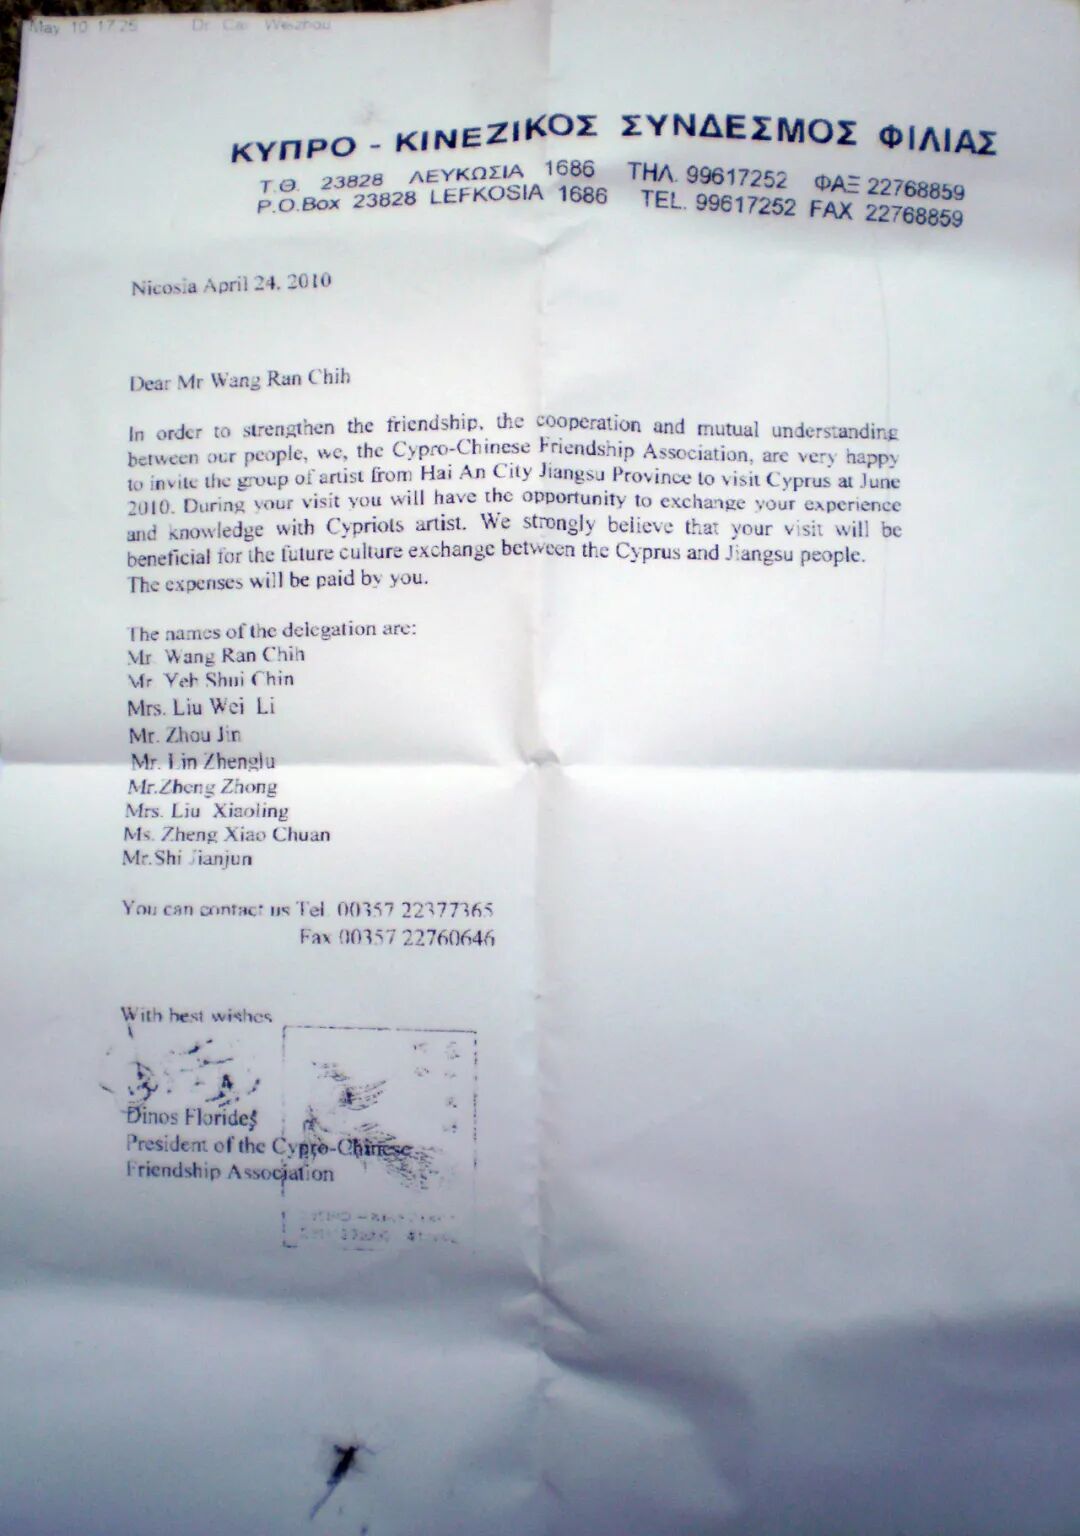 May 10 17:25 Dr Cai Weizhou
ΚΥΠΡΟ - ΚΙΝΕΖΙΚΟΣ ΣΥΝΔΕΣΜΟΣ ΦΙΛΙΑΣ
Τ.Θ. 23828 ΛΕΥΚΩΣΙΑ 1686 ΤΗΛ. 99617252 ΦΑΞ 22768859
P.O.Box 23828 LEFKOSIA 1686 TEL. 99617252 FAX 22768859
Nicosia April 24, 2010
Dear Mr Wang Ran Chih
In order to strengthen the friendship, the cooperation and mutual understanding
between our people, we, the Cypro-Chinese Friendship Association, are very happy
to invite the group of artist from Hai An City Jiangsu Province to visit Cyprus at June
2010. During your visit you will have the opportunity to exchange your experience
and knowledge with Cypriots artist. We strongly believe that your visit will be
beneficial for the future culture exchange between the Cyprus and Jiangsu people.
The expenses will be paid by you.
The names of the delegation are:
Mr Wang Ran Chih
Mr Yeh Shui Chin
Mrs. Liu Wei Li
Mr. Zhou Jin
Mr. Lin Zhenglu
Mr.Zheng Zhong
Mrs. Liu Xiaoling
Ms. Zheng Xiao Chuan
Mr.Shi Jianjun
You can contact us Tel 00357 22377365
Fax 00357 22760646
With best wishes
Dinos Florides
President of the Cypro-Chinese
Friendship Association